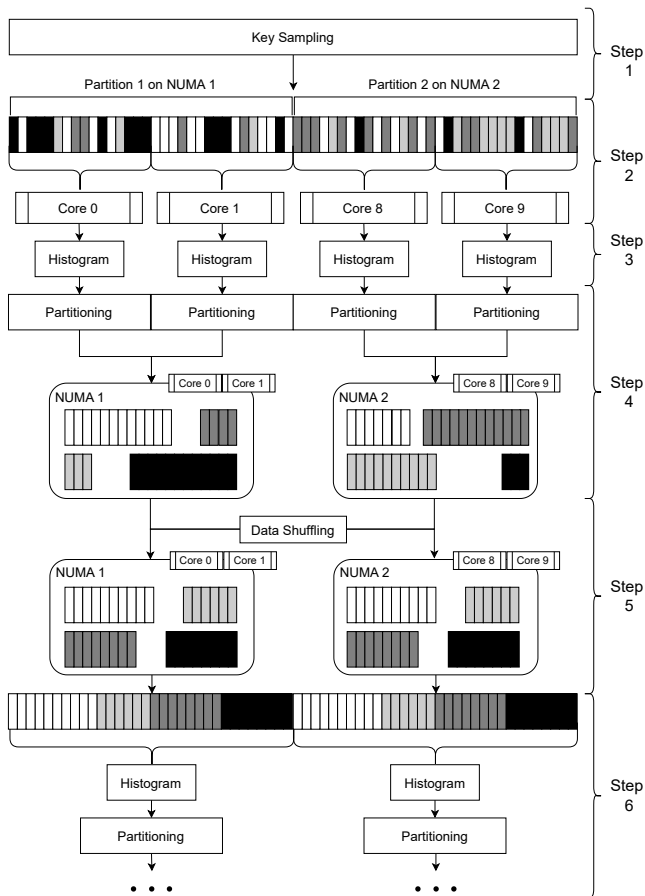 Key Sampling
Step
1
Partition 1 on NUMA 1
Partition 2 on NUMA 2
Step
2
Core 0
Core 1
Core 8
Core 9
Histogram
Histogram
Histogram
Histogram
Step
3
Partitioning
Partitioning
Partitioning
Partitioning
Core 0
Core 1
Core 8
Core 9
NUMA 1
NUMA 2
Step
4
Data Shuffling
Core 0
Core 1
Core 8
Core 9
NUMA 1
NUMA 2
Step
5
Histogram
Histogram
Step
6
Partitioning
Partitioning
• • •
• • •